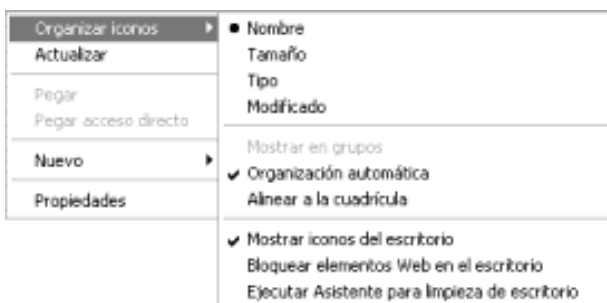 Organizar iconos
Actualizar
Pegar
Pegar acceso directo
Nuevo
Propiedades
Nombre
Tamaño
Tipo
Modificado
Mostrar en grupos
Organización automática
Alinear a la cuadrícula
Mostrar iconos del escritorio
Bloquear elementos Web en el escritorio
Ejecutar Asistente para limpieza de escritorio